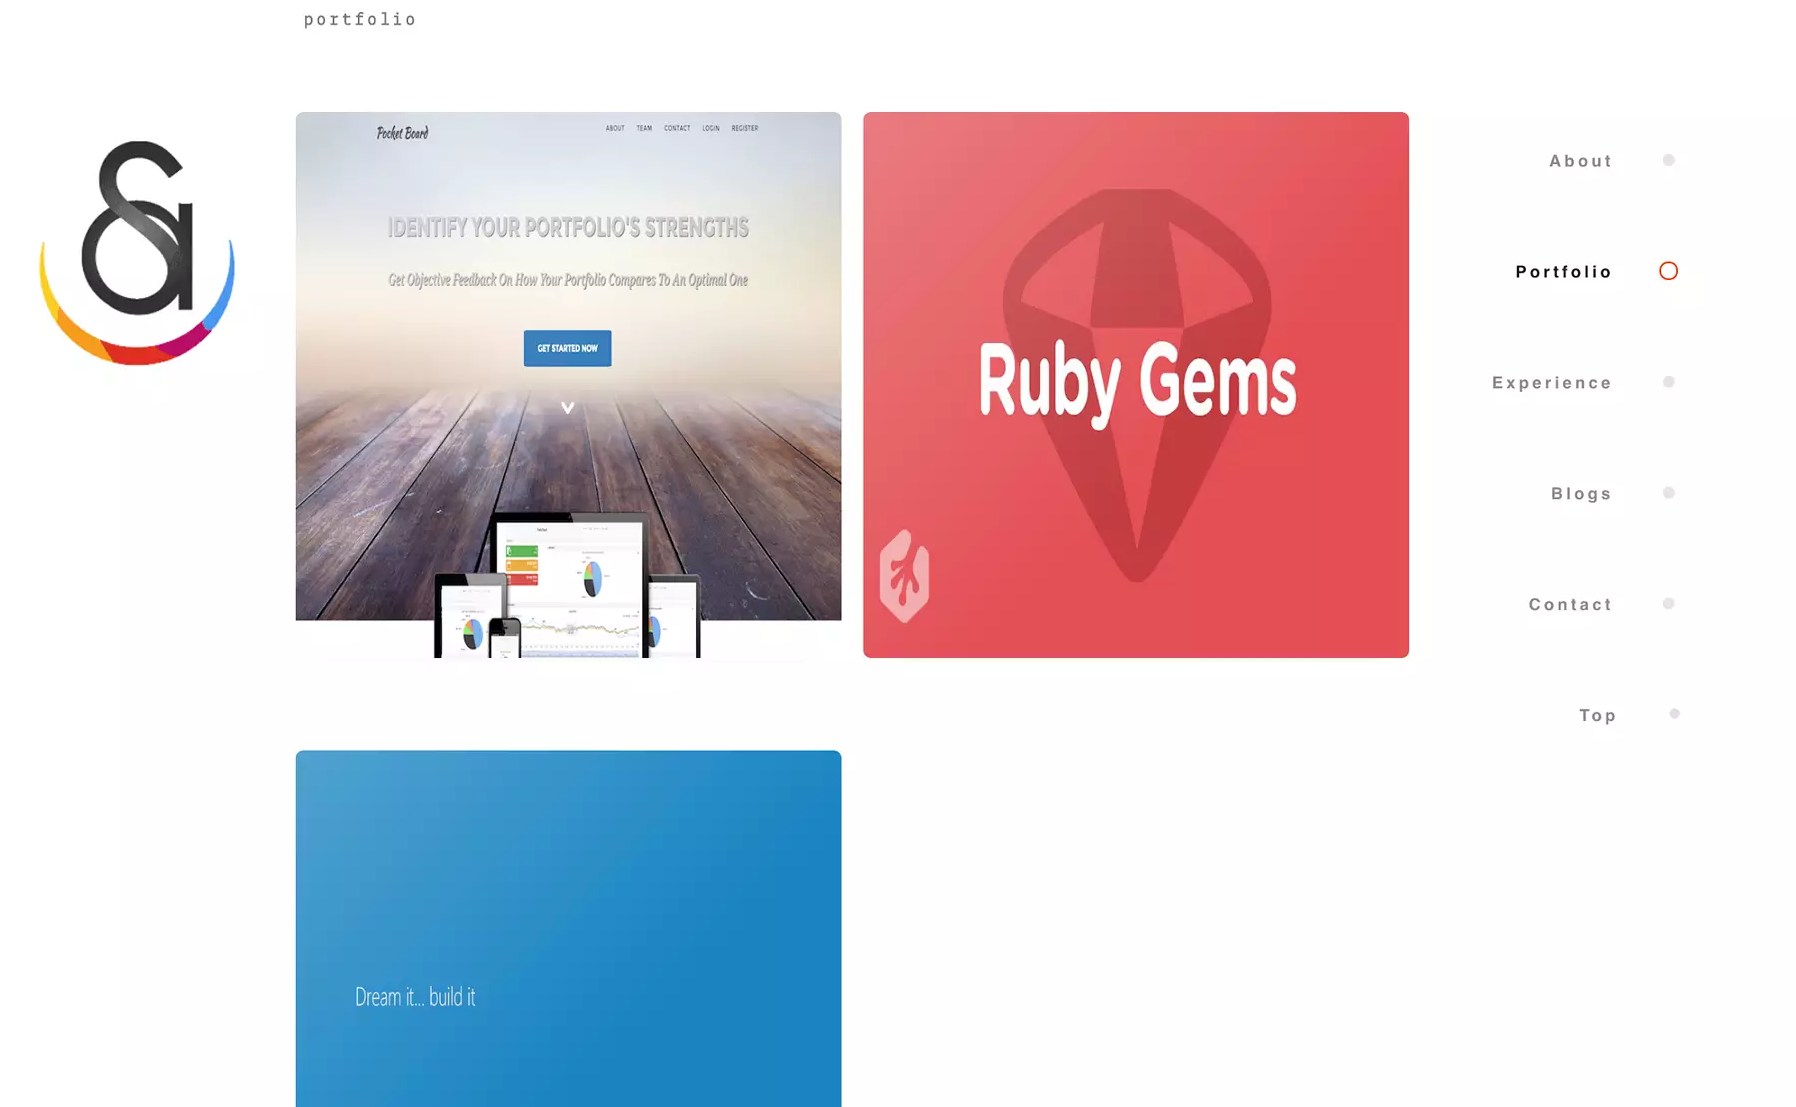 portfolio
Pocket Board
ABOUT TEAM CONTACT LOGIN REGISTER
IDENTIFY YOUR PORTFOLIO'S STRENGTHS
Get Objective Feedback On How Your Portfolio Compares To An Optimal One
GET STARTED NOW
Ruby Gems
Dream it... build it
About
Portfolio
Experience
Blogs
Contact
Top